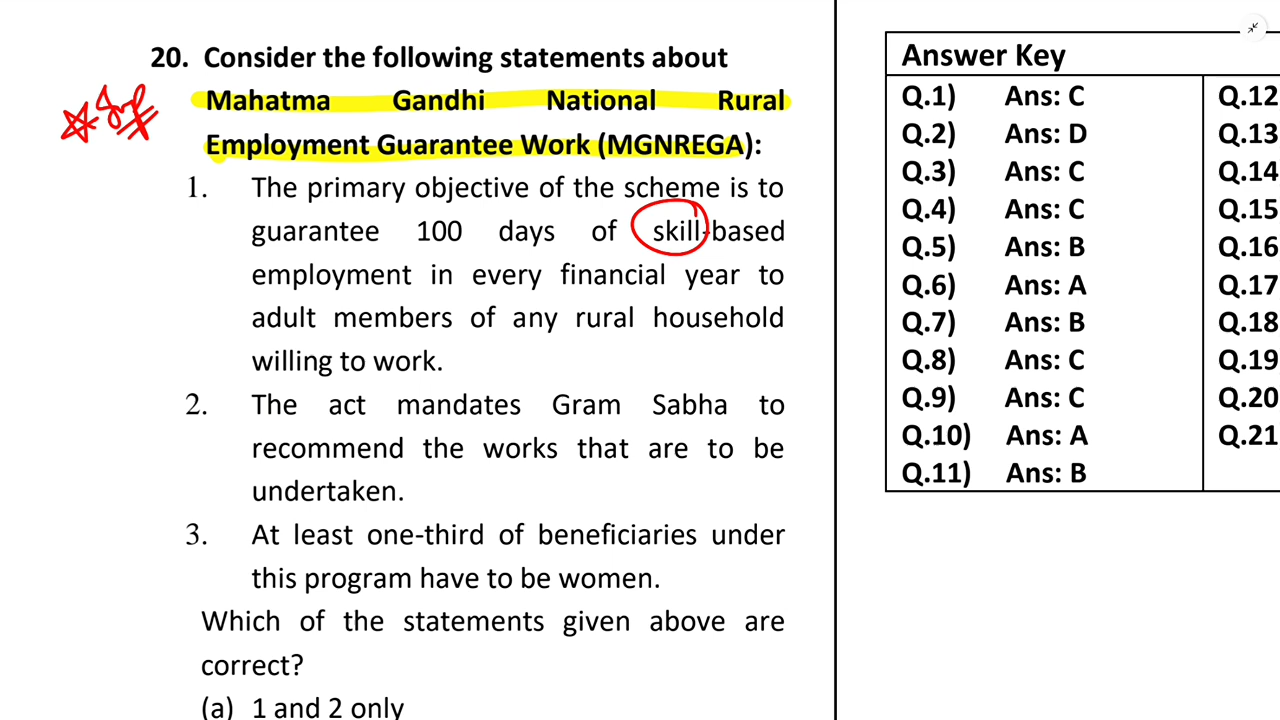 20. Consider the following statements about
Mahatma Gandhi National Rural
Employment Guarantee Work (MGNREGA):
1. The primary objective of the scheme is to
guarantee 100 days of skill-based
employment in every financial year to
adult members of any rural household
willing to work.
2. The act mandates Gram Sabha to
recommend the works that are to be
undertaken.
3. At least one-third of beneficiaries under
this program have to be women.
Which of the statements given above are
correct?
(a) 1 and 2 only
Answer Key
Q.1) Ans: C Q.12
Q.2) Ans: D Q.13
Q.3) Ans: C Q.14
Q.4) Ans: C Q.15
Q.5) Ans: B Q.16
Q.6) Ans: A Q.17
Q.7) Ans: B Q.18
Q.8) Ans: C Q.19
Q.9) Ans: C Q.20
Q.10) Ans: A Q.21
Q.11) Ans: B